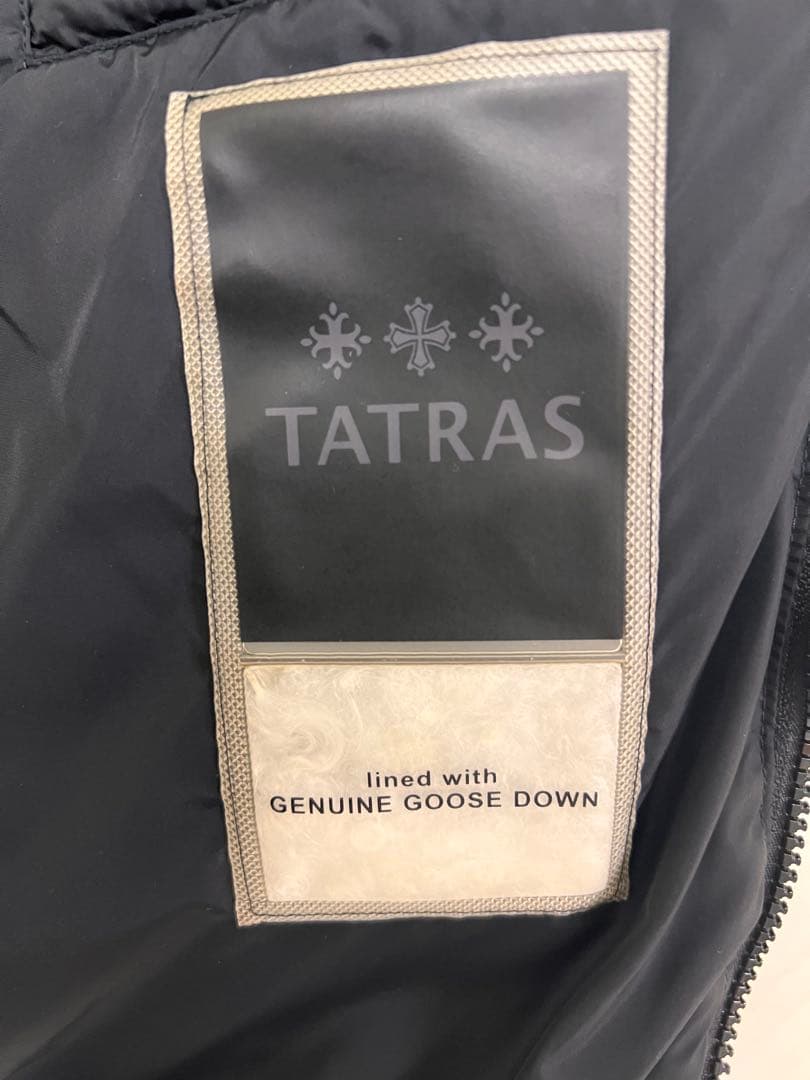 TATRAS
lined with
GENUINE GOOSE DOWN